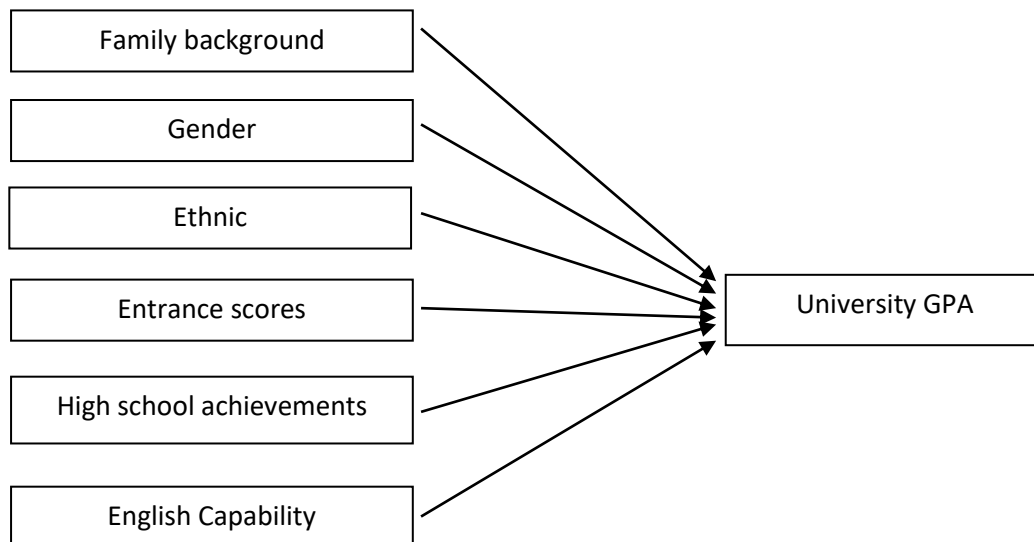 Family background
Gender
Ethnic
Entrance scores
University GPA
High school achievements
English Capability